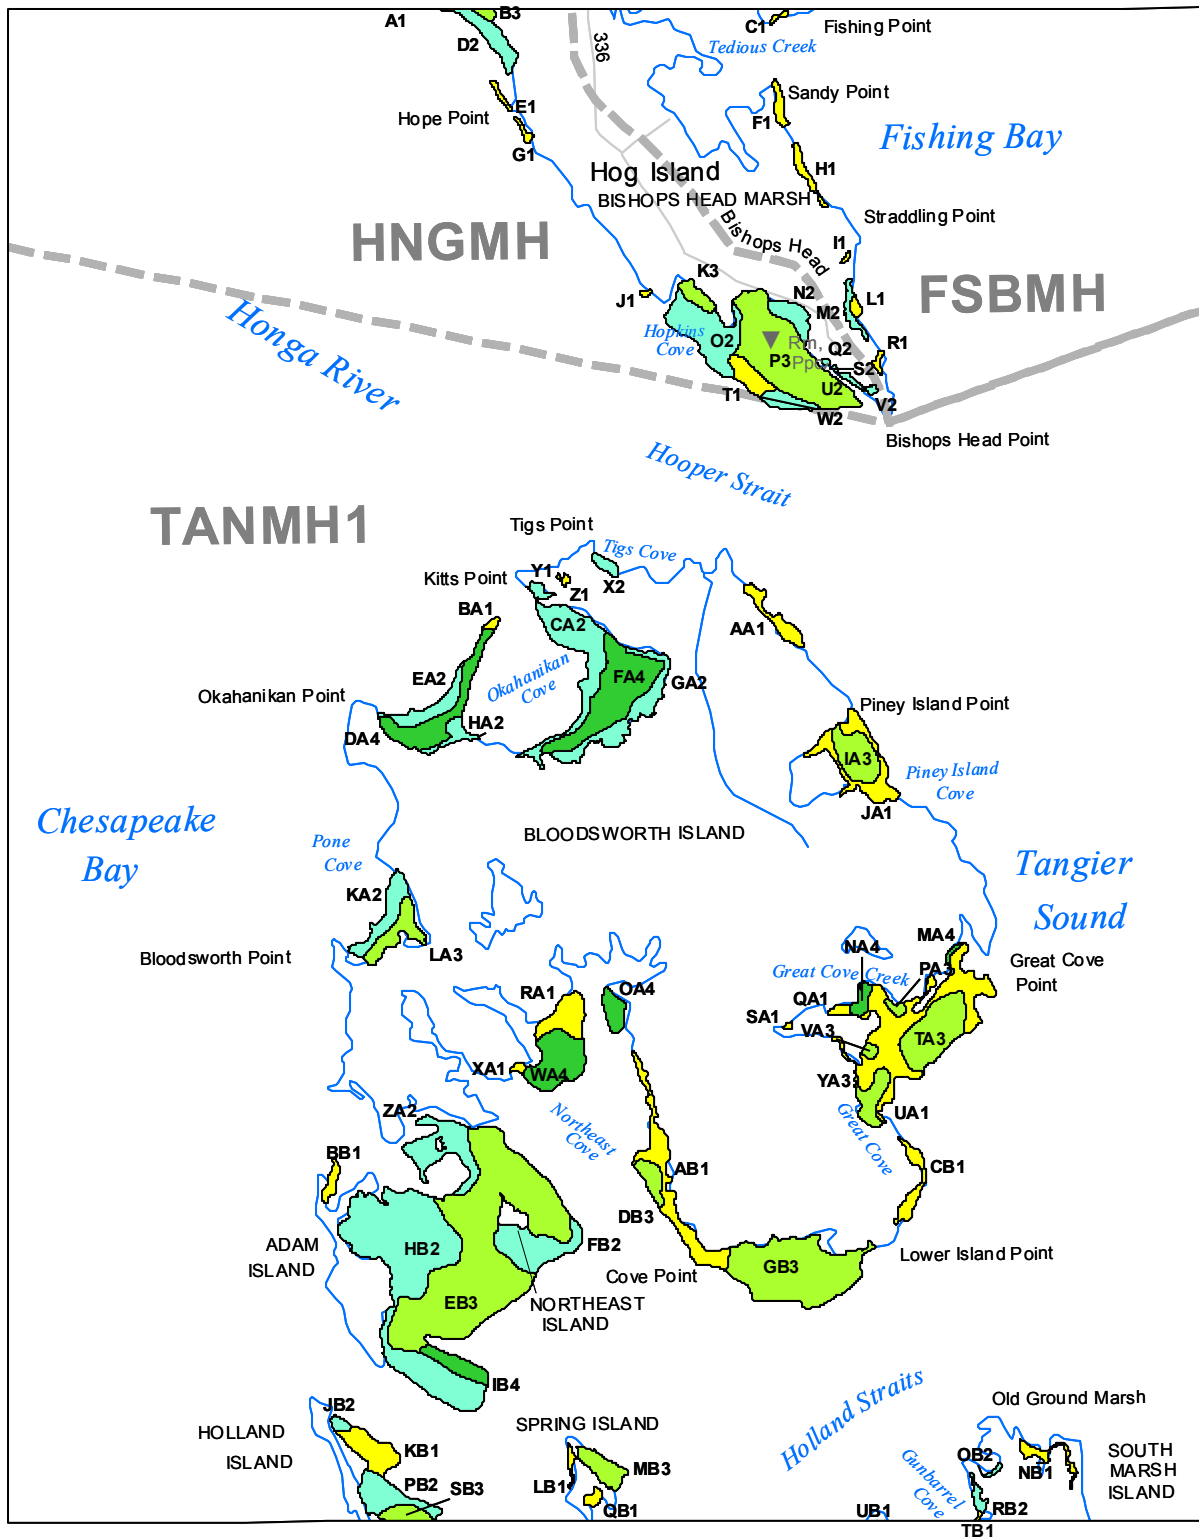 A1
B3
C1
Fishing Point
D2
336
Tedious Creek
Sandy Point
E1
Hope Point
F1
Fishing Bay
G1
Hog Island
H1
BISHOPS HEAD MARSH
Straddling Point
Bishops Head
HNGMH
I1
K3
FSBMH
J1
N2
L1
M2
Honga River
Hopkins
Cove
O2
Rm,
Ppc
P3
Q2
R1
S2
T1
U2
V2
W2
Bishops Head Point
Hooper Strait
TANMH1
Tigs Point
Tigs Cove
Kitts Point
Y1
Z1
X2
BA1
CA2
AA1
EA2
Okahanikan
Cove
FA4
GA2
Okahanikan Point
HA2
DA4
Piney Island Point
IA3
Piney Island
Cove
JA1
Chesapeake
Bay
BLOODSWORTH ISLAND
Pone
Cove
Tangier
Sound
KA2
LA3
Bloodsworth Point
NA4
MA4
Great Cove Creek
PA3
Great Cove
Point
RA1
OA4
QA1
SA1
VA3
TA3
XA1
WA4
YA3
UA1
ZA2
Northeast
Cove
Great Cove
BB1
AB1
CB1
DB3
ADAM
ISLAND
HB2
FB2
Lower Island Point
GB3
Cove Point
EB3
NORTHEAST
ISLAND
IB4
Holland Straits
Old Ground Marsh
JB2
HOLLAND
ISLAND
SPRING ISLAND
KB1
OB2
NB1
SOUTH
MARSH
ISLAND
PB2
SB3
LB1
MB3
Gunbarrel
Cove
QB1
UB1
RB2
TB1